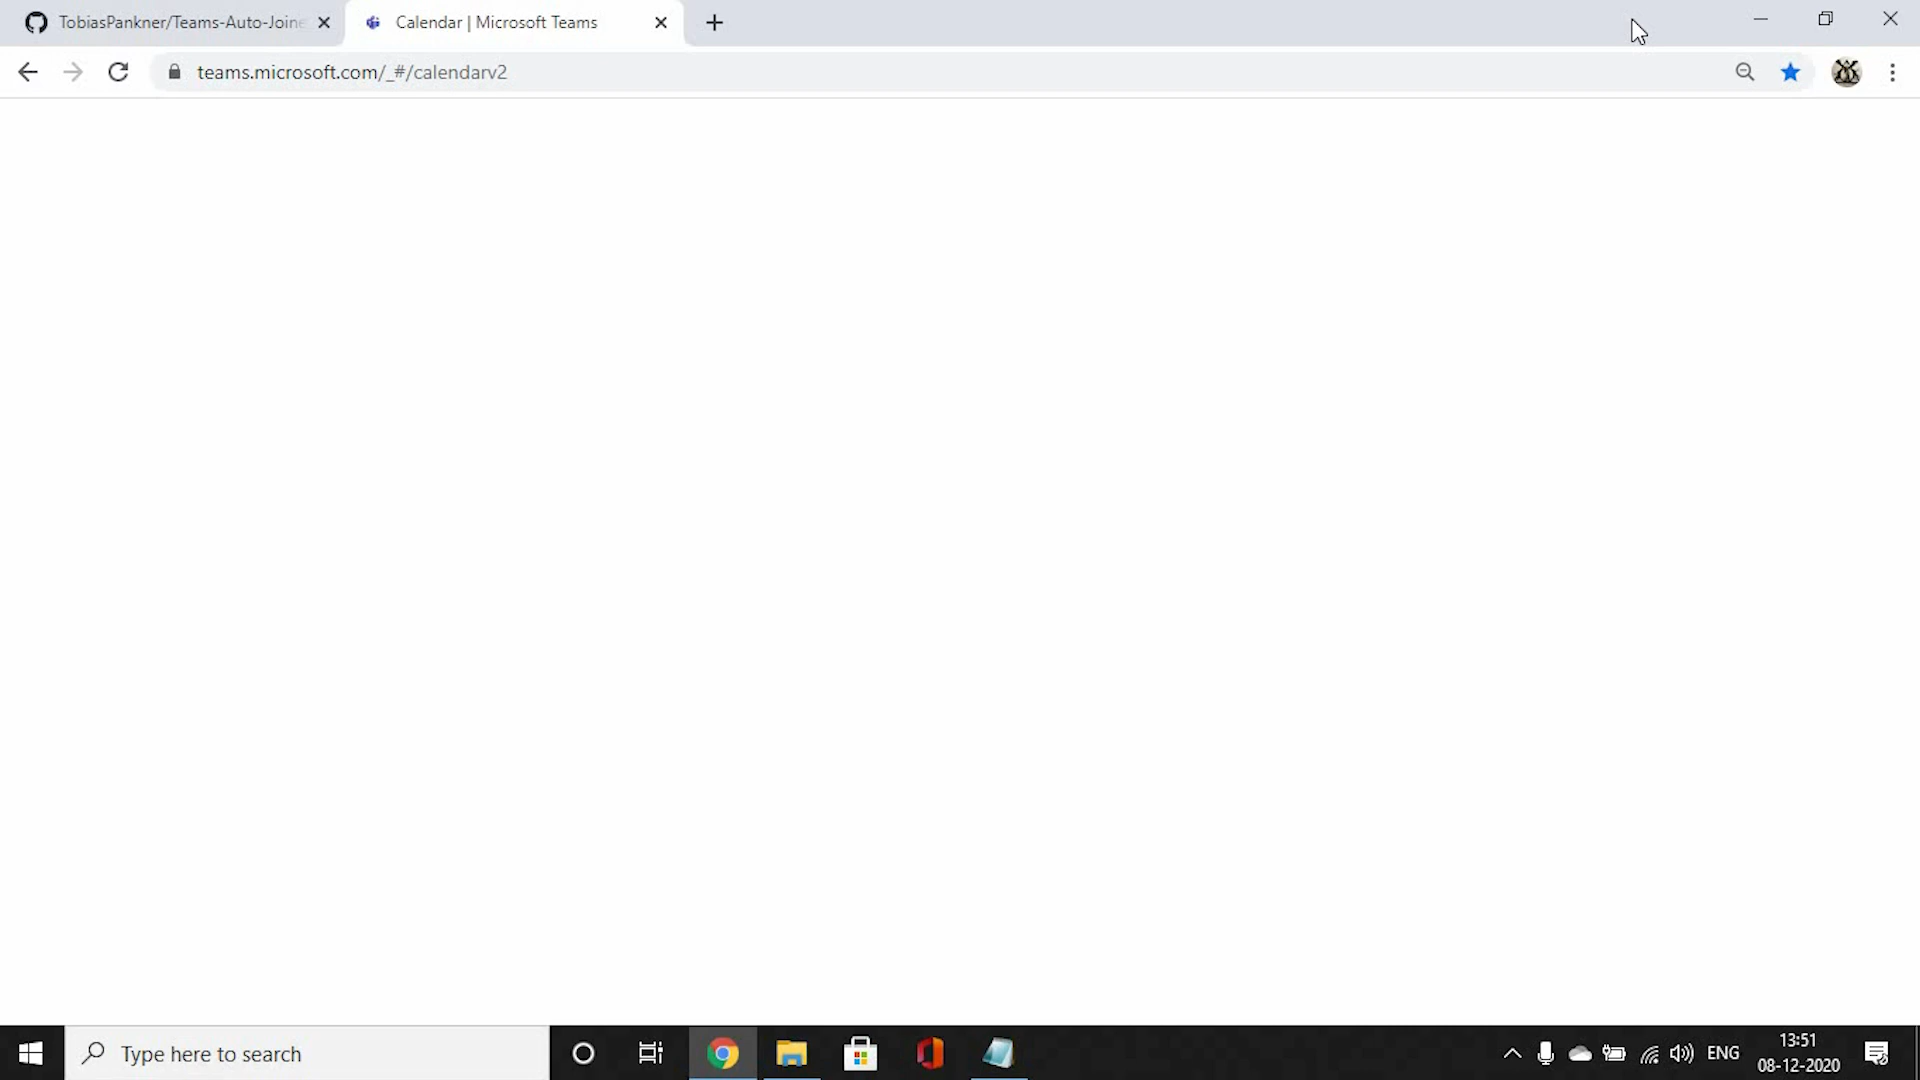 TobiasPankner/Teams-Auto-Joine
Calendar | Microsoft Teams
teams.microsoft.com/_#/calendarv2
Type here to search
ENG
13:51
08-12-2020